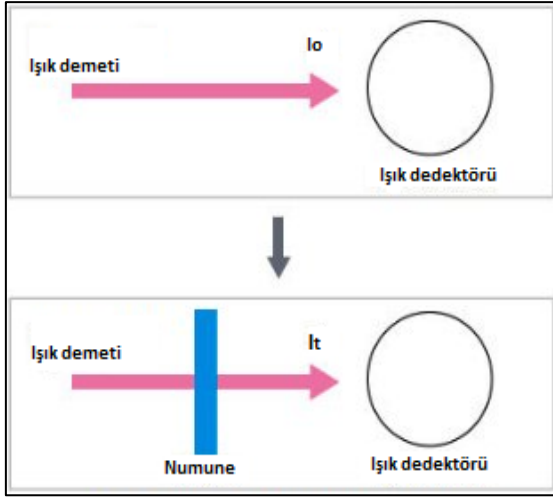 Io
Işık demeti
Işık dedektörü
It
Işık demeti
Numune
Işık dedektörü